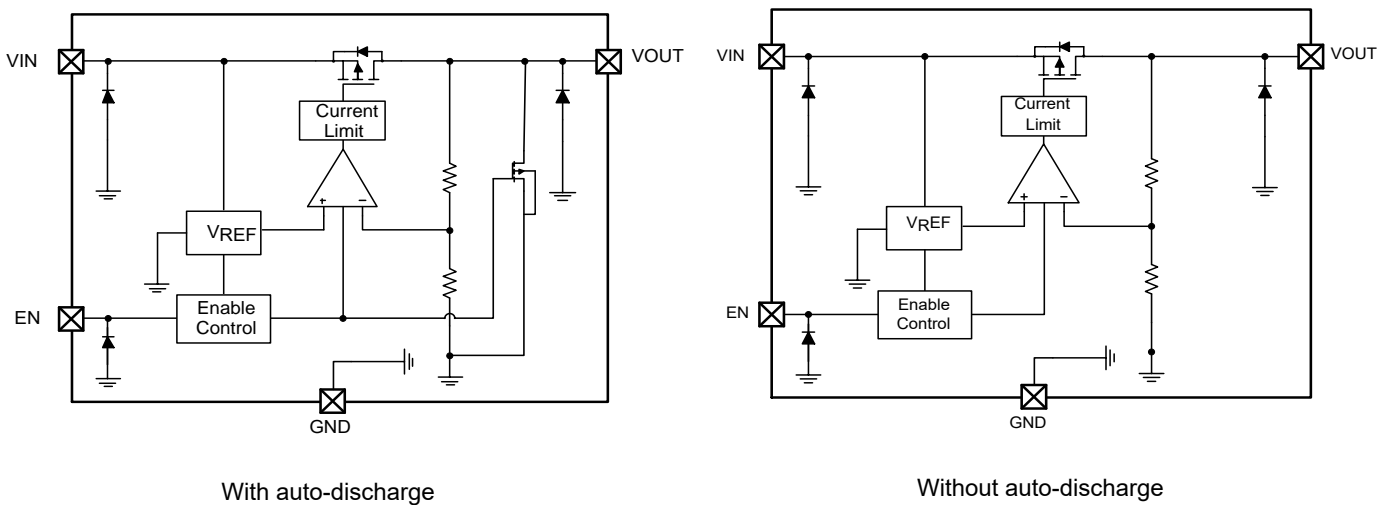 VIN
VOUT
Current
Limit
+
−
VREF
EN
Enable
Control
GND
With auto-discharge
VIN
VOUT
Current
Limit
+
−
VREF
EN
Enable
Control
GND
Without auto-discharge